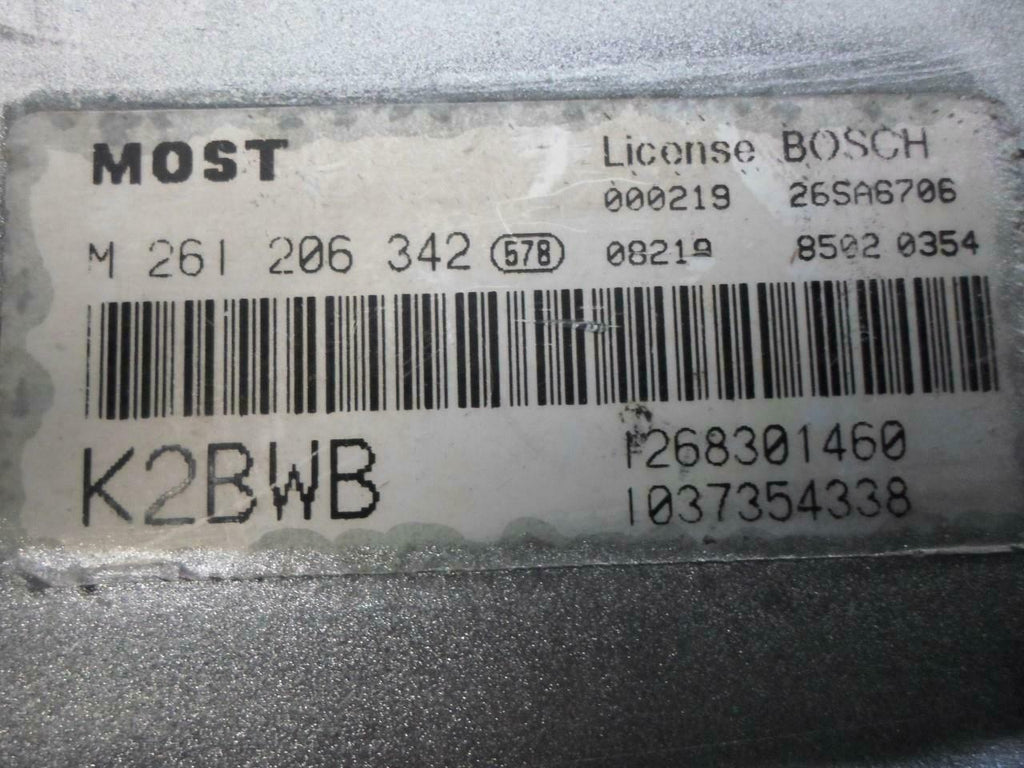 MOST License BOSCH
000219 26SA6706
M 261 206 342 578 08219 8502 0354
K2BWB 1268301460
1037354338